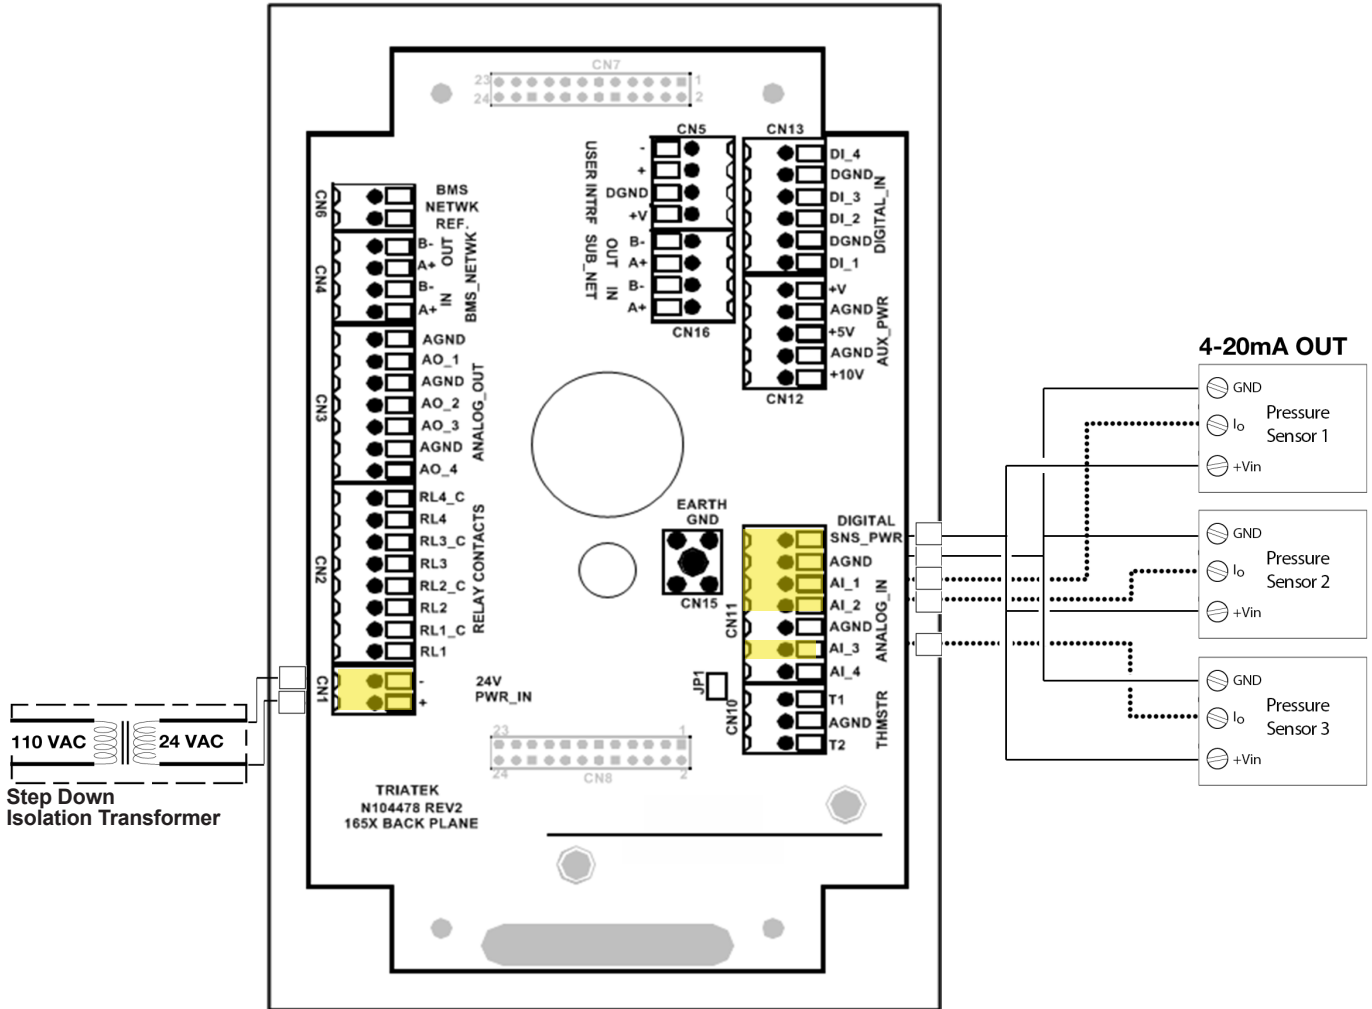 CN7
23
1
24
2
CN5
-
+
DGND
+V
USER INTRF
B-
A+
B-
A+
OUT
IN
SUB_NET
CN16
CN13
DI_4
DGND
DI_3
DI_2
DGND
DI_1
DIGITAL_IN
+V
AGND
+5V
AGND
+10V
AUX_PWR
CN12
CN6
BMS
NETWK
REF.
CN4
B-
A+
B-
A+
OUT
IN
BMS_NETWK
CN3
AGND
AO_1
AGND
AO_2
AO_3
AGND
AO_4
ANALOG_OUT
CN2
RL4_C
RL4
RL3_C
RL3
RL2_C
RL2
RL1_C
RL1
RELAY CONTACTS
CN1
-
+
24V
PWR_IN
EARTH
GND
CN15
DIGITAL
SNS_PWR
AGND
AI_1
AI_2
AGND
AI_3
AI_4
ANALOG_IN
CN11
JP1
CN10
T1
AGND
T2
THMSTR
23
1
24
2
CN8
TRIATEK
N104478 REV2
165X BACK PLANE
110 VAC
24 VAC
Step Down
Isolation Transformer
4-20mA OUT
GND
Io
+Vin
Pressure
Sensor 1
GND
Io
+Vin
Pressure
Sensor 2
GND
Io
+Vin
Pressure
Sensor 3